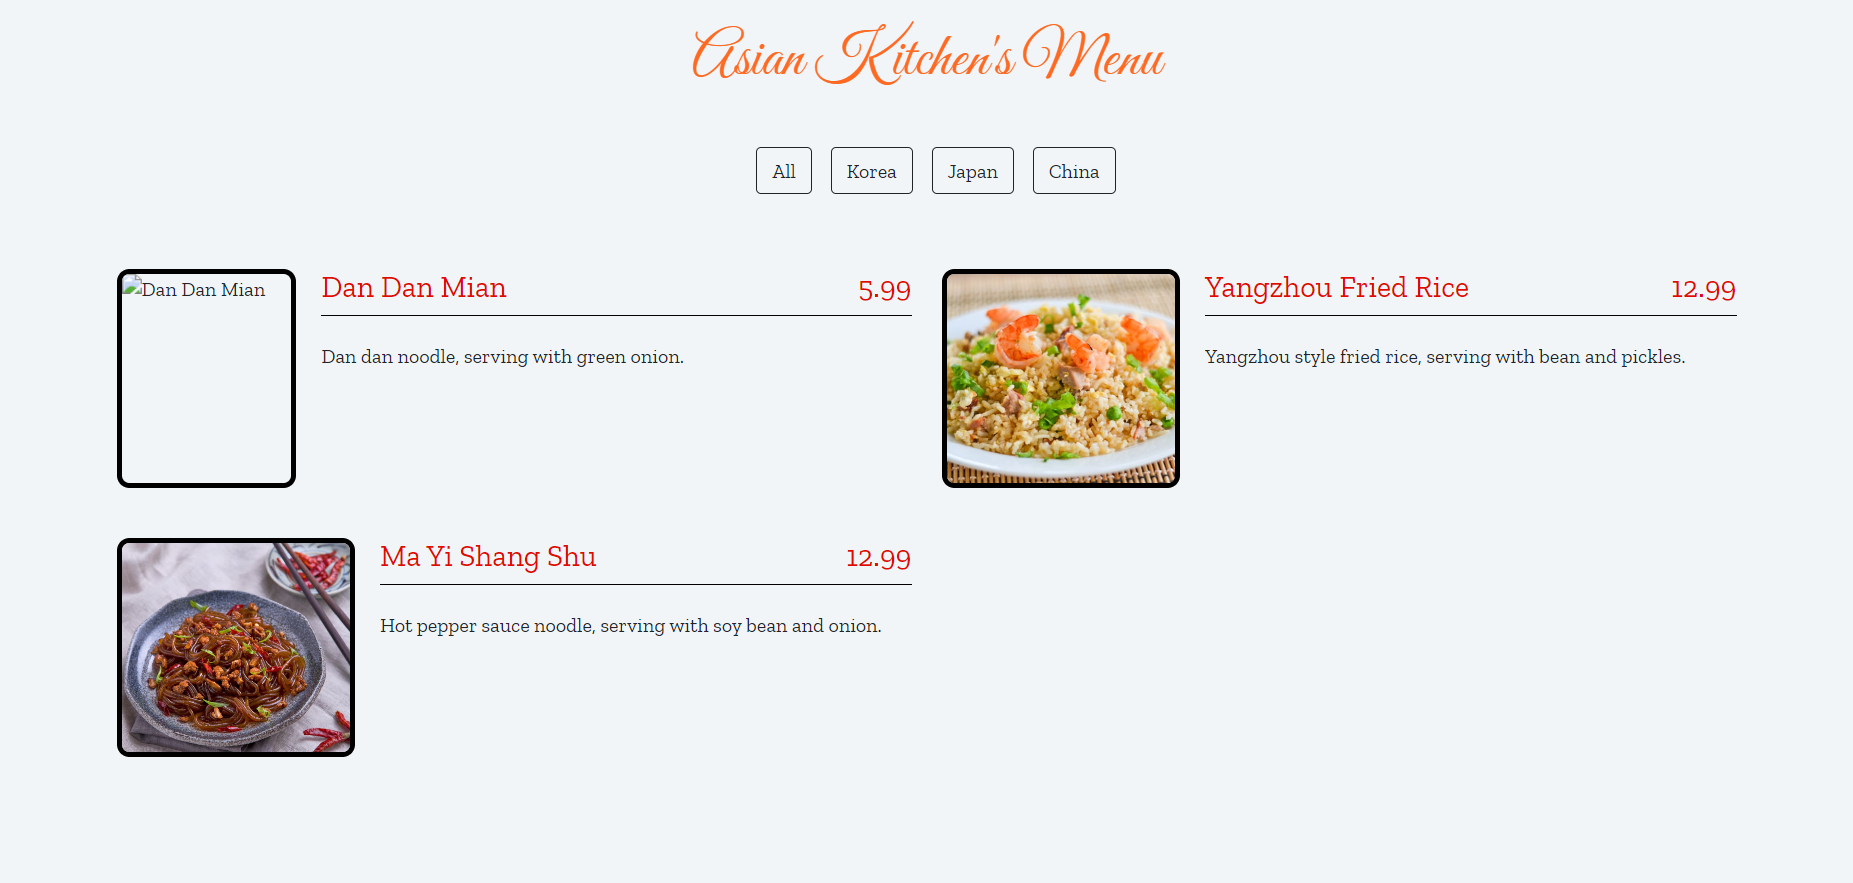 Asian Kitchen's Menu
All Korea Japan China
Dan Dan Mian
Dan Dan Mian 5.99
Dan dan noodle, serving with green onion.
Yangzhou Fried Rice 12.99
Yangzhou style fried rice, serving with bean and pickles.
Ma Yi Shang Shu 12.99
Hot pepper sauce noodle, serving with soy bean and onion.